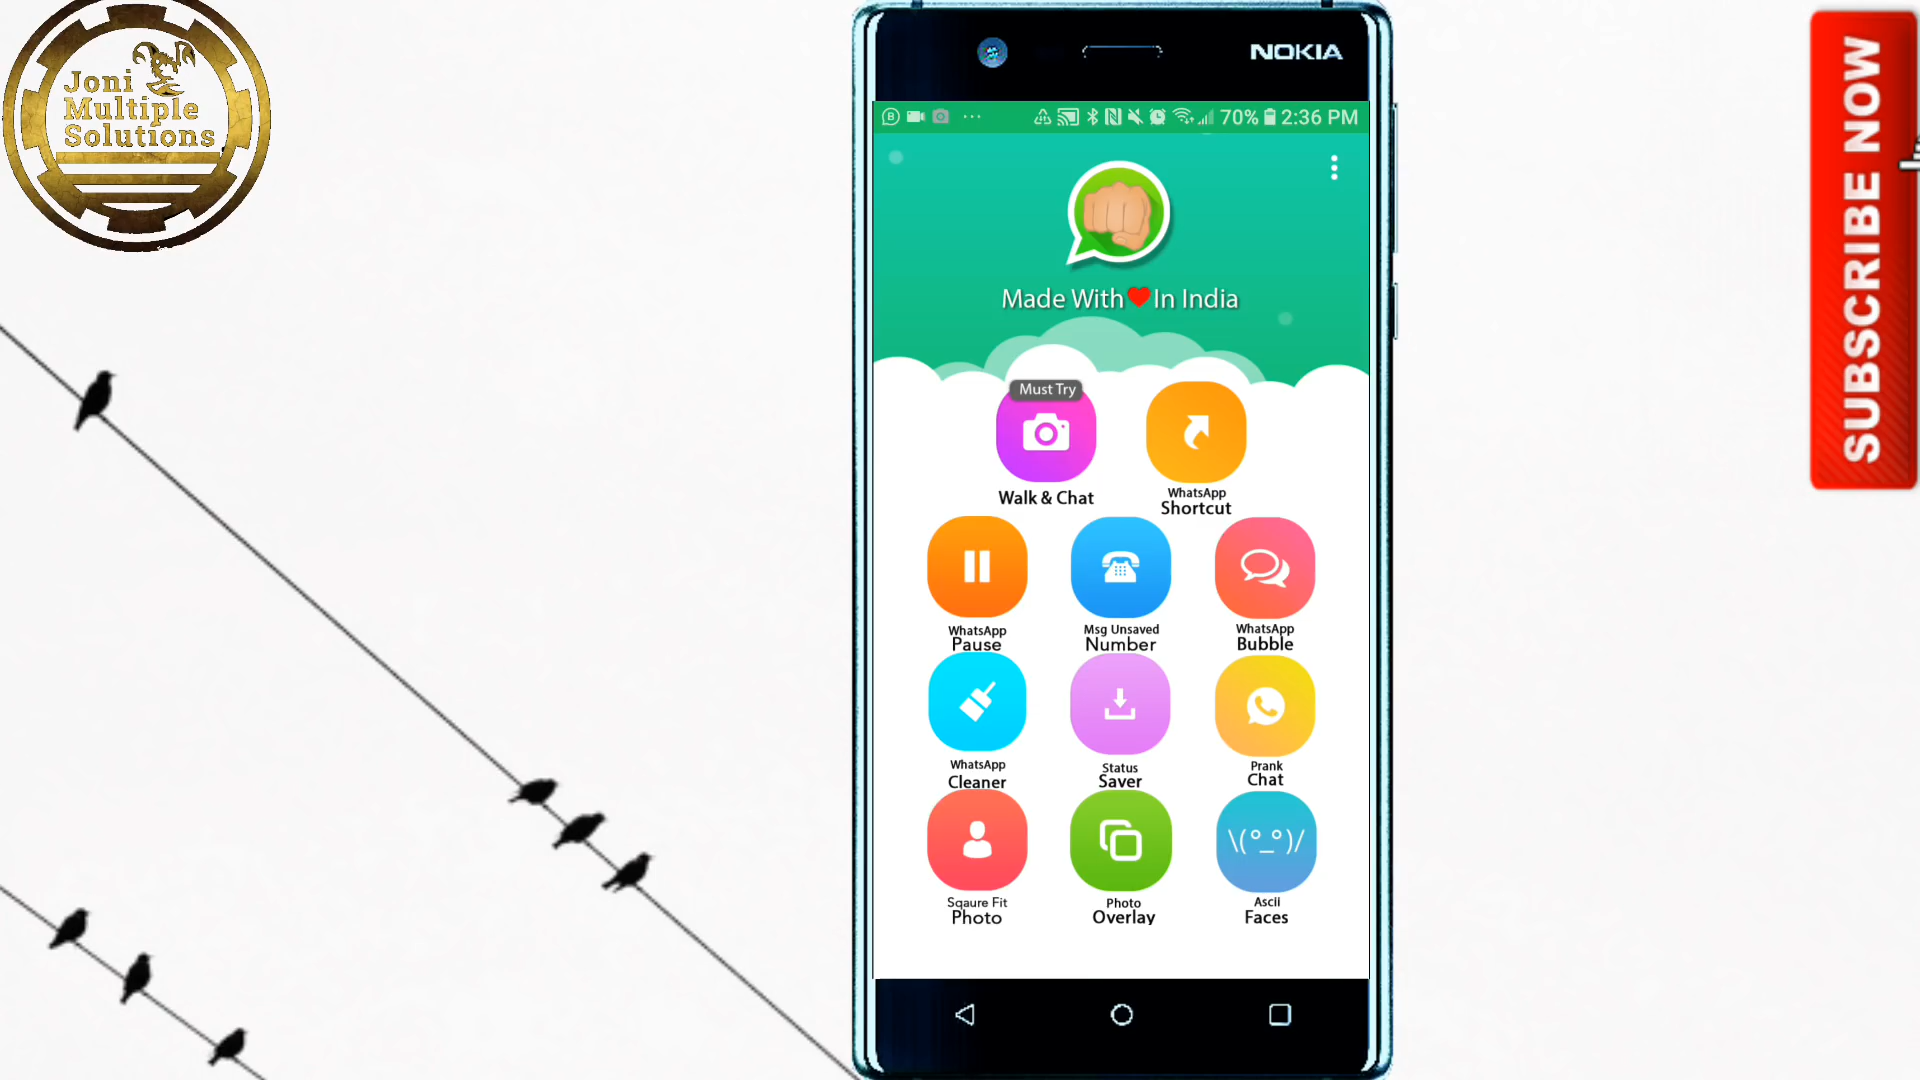 Joni
Multiple
Solutions
NOKIA
70% 2:36 PM
Made With In India
Must Try
Walk & Chat
WhatsApp
Shortcut
WhatsApp
Pause
Msg Unsaved
Number
WhatsApp
Bubble
WhatsApp
Cleaner
Status
Saver
Prank
Chat
Sqaure Fit
Photo
Photo
Overlay
\(°_°)/
Ascii
Faces
SUBSCRIBE NOW